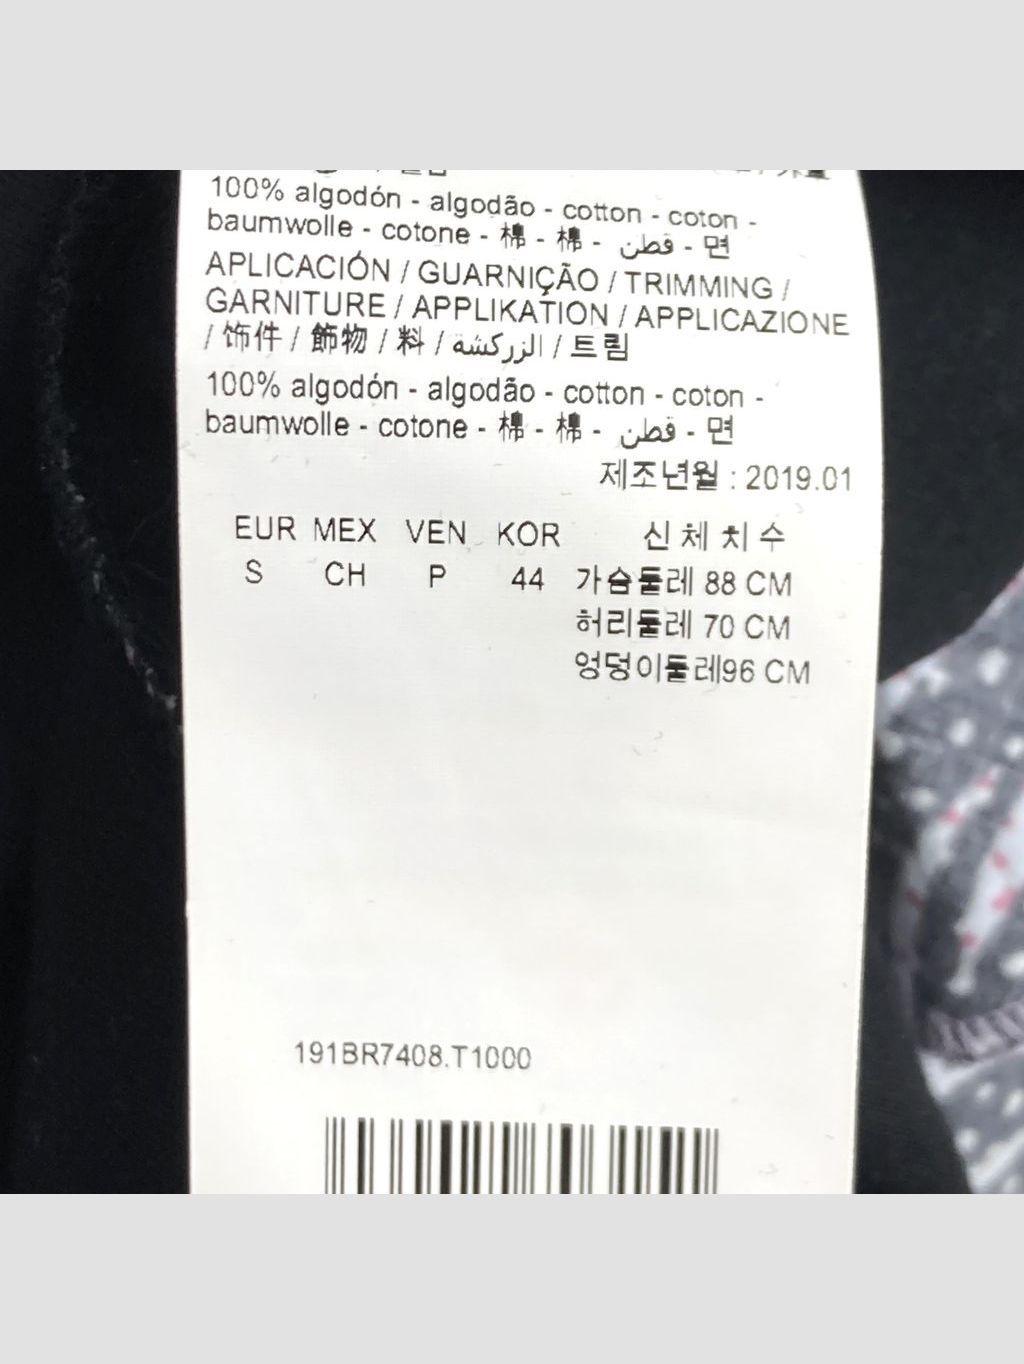 100% algodón - algodão - cotton - coton -
baumwolle - cotone - 棉 - 棉 - قطن - 면
APLICACIÓN / GUARNIÇÃO / TRIMMING /
GARNITURE / APPLIKATION / APPLICAZIONE
/ 饰件 / 飾物 / 料 / الزركشة / 트림
100% algodón - algodão - cotton - coton -
baumwolle - cotone - 棉 - 棉 - قطن - 면
제조년월 : 2019.01
EUR MEX VEN KOR 신체치수
S CH P 44 가슴둘레 88 CM
허리둘레 70 CM
엉덩이둘레96 CM
191BR7408.T1000